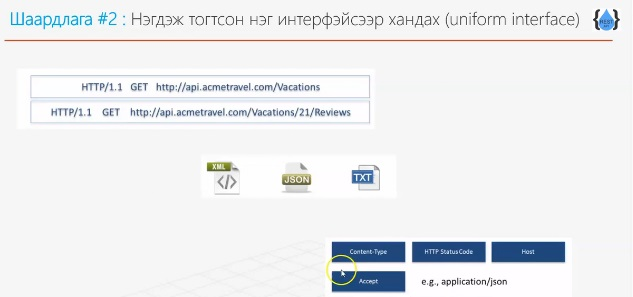 Шаардлага #2 : Нэгдэж тогтсон нэг интерфэйсээр хандах (uniform interface)
{REST}
HTTP/1.1 GET http://api.acmetravel.com/Vacations
HTTP/1.1 GET http://api.acmetravel.com/Vacations/21/Reviews
XML JSON TXT
Content-Type HTTP Status Code Host
Accept e.g., application/json